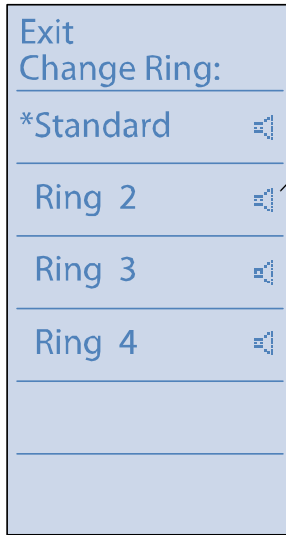 Exit
Change Ring:
*Standard
Ring 2
Ring 3
Ring 4